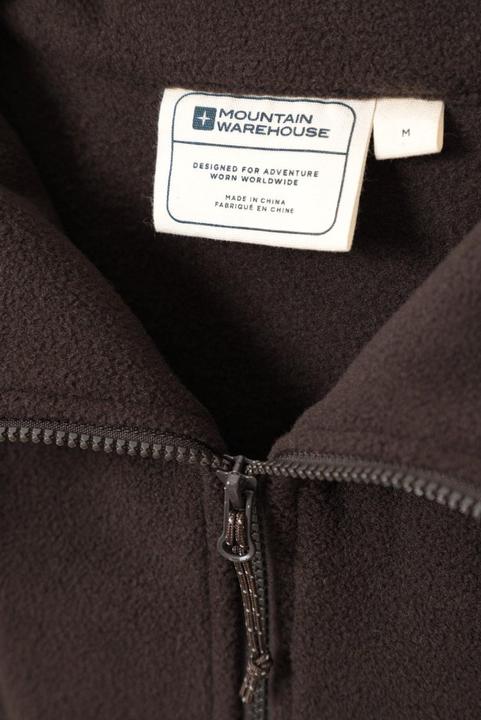 MOUNTAIN
WAREHOUSE
DESIGNED FOR ADVENTURE
WORN WORLDWIDE
MADE IN CHINA
FABRIQUÉ EN CHINE
M